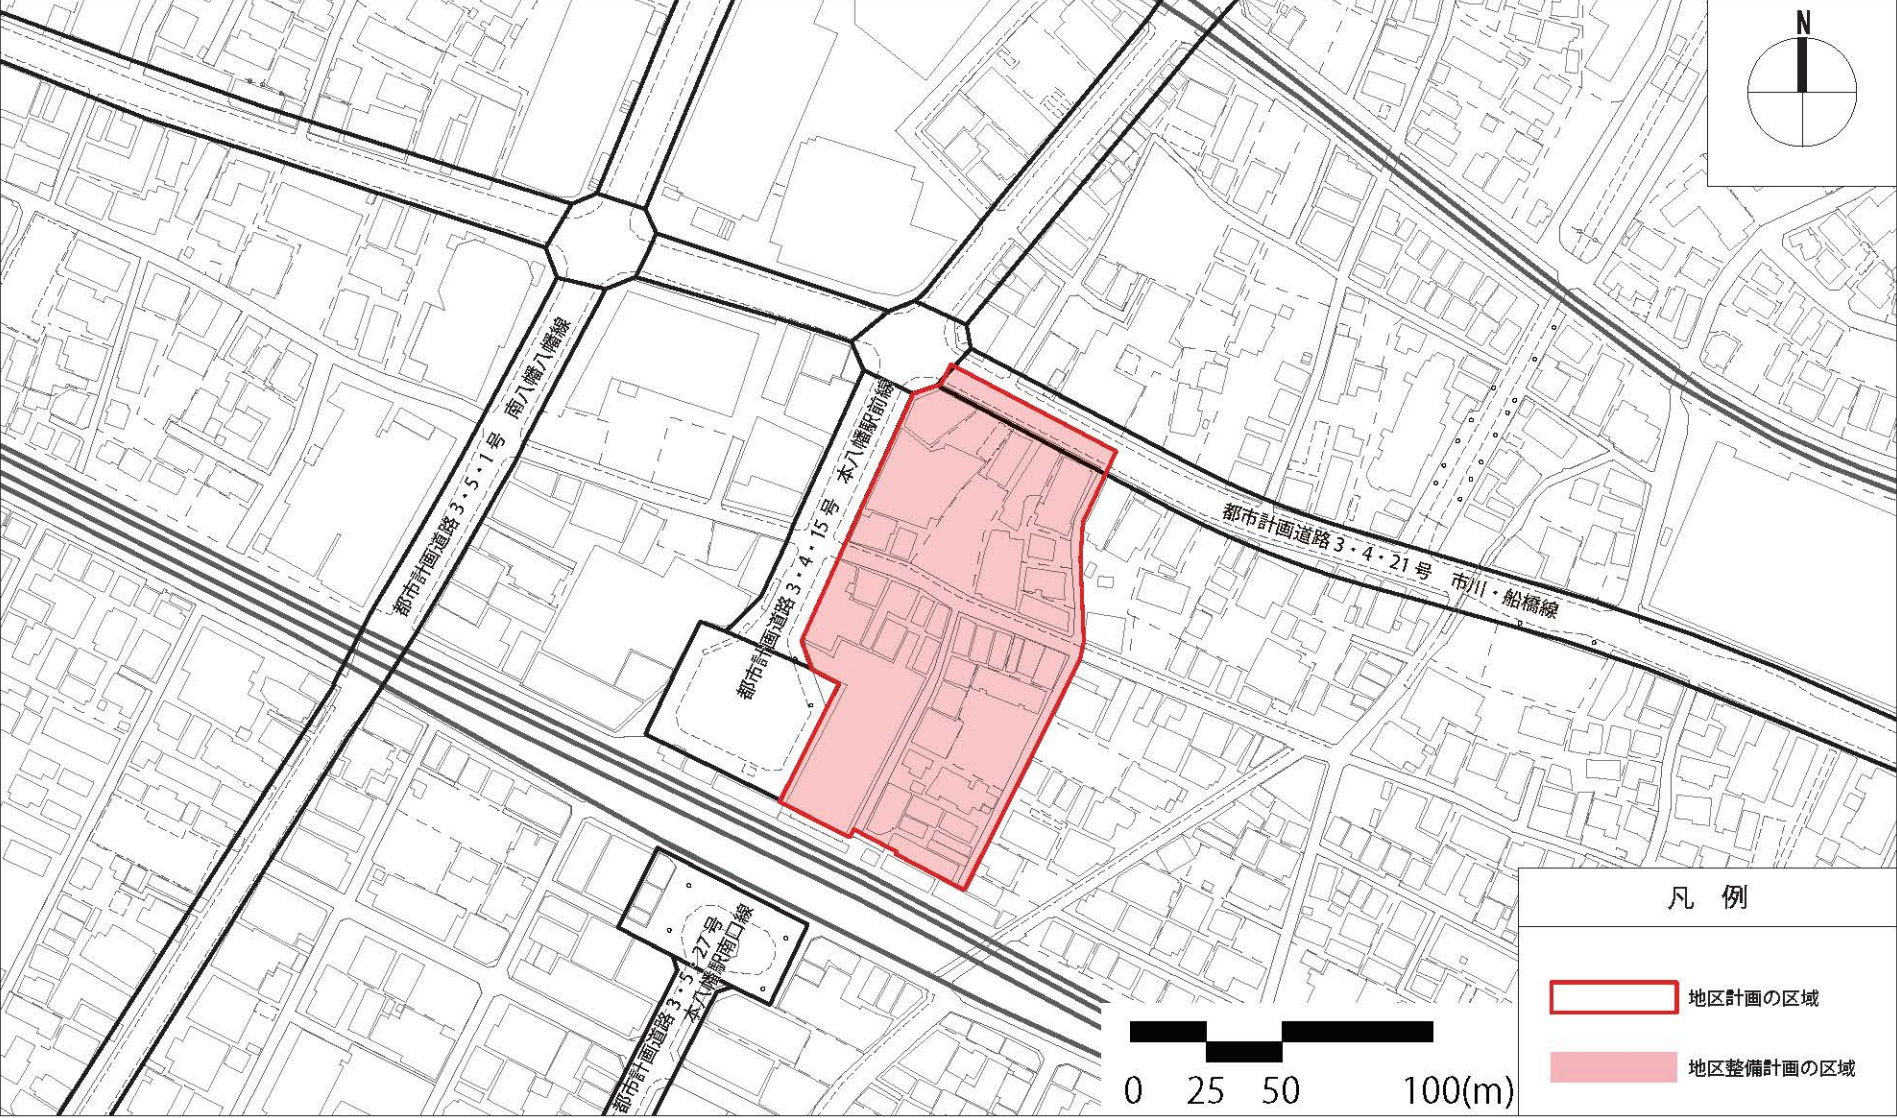 N
都市計画道路 3・5・1号　南八幡八幡線
都市計画道路 3・4・15号　本八幡駅前線
都市計画道路 3・4・21号　市川・船橋線
都市計画道路 3・5・27号
本八幡駅南口線
凡　例
地区計画の区域
地区整備計画の区域
0 25 50 100(m)